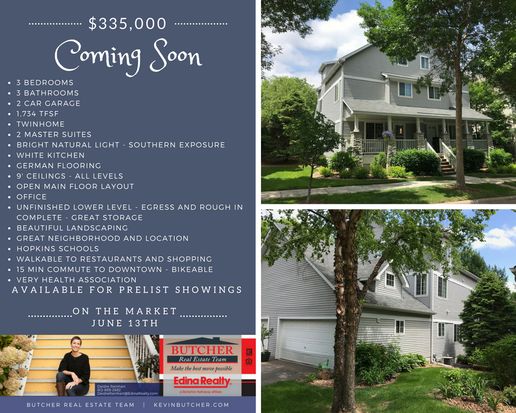 $335,000
Coming Soon
3 BEDROOMS
3 BATHROOMS
2 CAR GARAGE
1,734 TFSF
TWINHOME
2 MASTER SUITES
BRIGHT NATURAL LIGHT - SOUTHERN EXPOSURE
WHITE KITCHEN
GERMAN FLOORING
9' CEILINGS - ALL LEVELS
OPEN MAIN FLOOR LAYOUT
OFFICE
UNFINISHED LOWER LEVEL - EGRESS AND ROUGH IN
COMPLETE - GREAT STORAGE
BEAUTIFUL LANDSCAPING
GREAT NEIGHBORHOOD AND LOCATION
HOPKINS SCHOOLS
WALKABLE TO RESTAURANTS AND SHOPPING
15 MIN COMMUTE TO DOWNTOWN - BIKEABLE
VERY HEALTH ASSOCIATION
AVAILABLE FOR PRELIST SHOWINGS
ON THE MARKET
JUNE 13TH
BUTCHER
Real Estate Team
Make the best move possible
Edina Realty.
BUTCHER REAL ESTATE TEAM | KEVINBUTCHER.COM